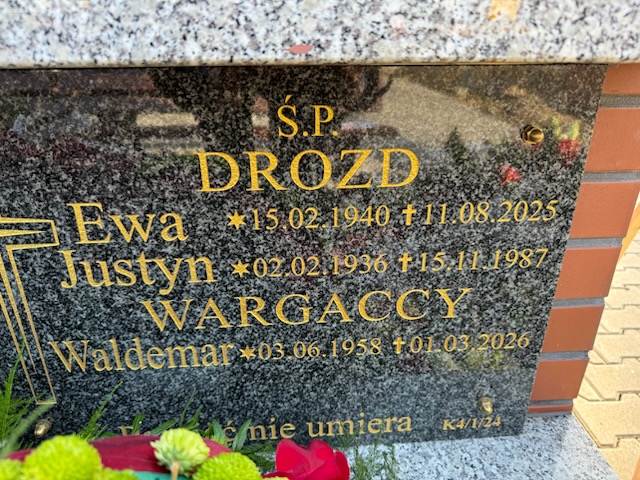 Ś.P.
DROZD
Ewa ✶15.02.1940 ✝11.08.2025
Justyn ✶02.02.1936 ✝15.11.1987
WARGACCY
Waldemar ✶03.06.1958 ✝01.03.2026
nie umiera K4/1/24